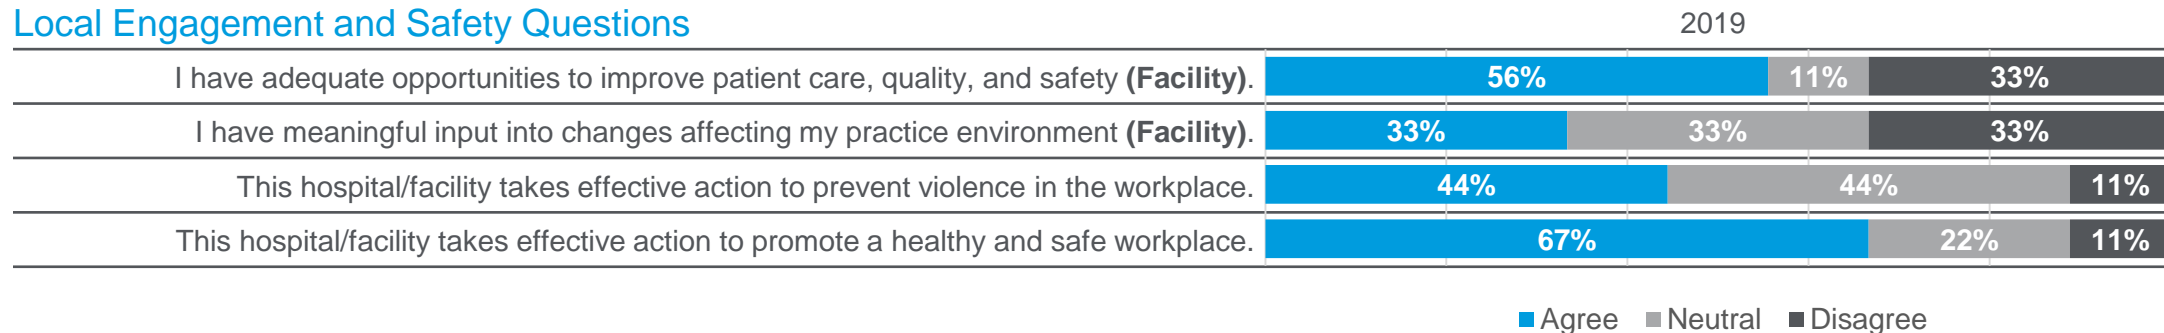 Local Engagement and Safety Questions 2019
I have adequate opportunities to improve patient care, quality, and safety (Facility). 56% 11% 33%
I have meaningful input into changes affecting my practice environment (Facility). 33% 33% 33%
This hospital/facility takes effective action to prevent violence in the workplace. 44% 44% 11%
This hospital/facility takes effective action to promote a healthy and safe workplace. 67% 22% 11%
Agree Neutral Disagree